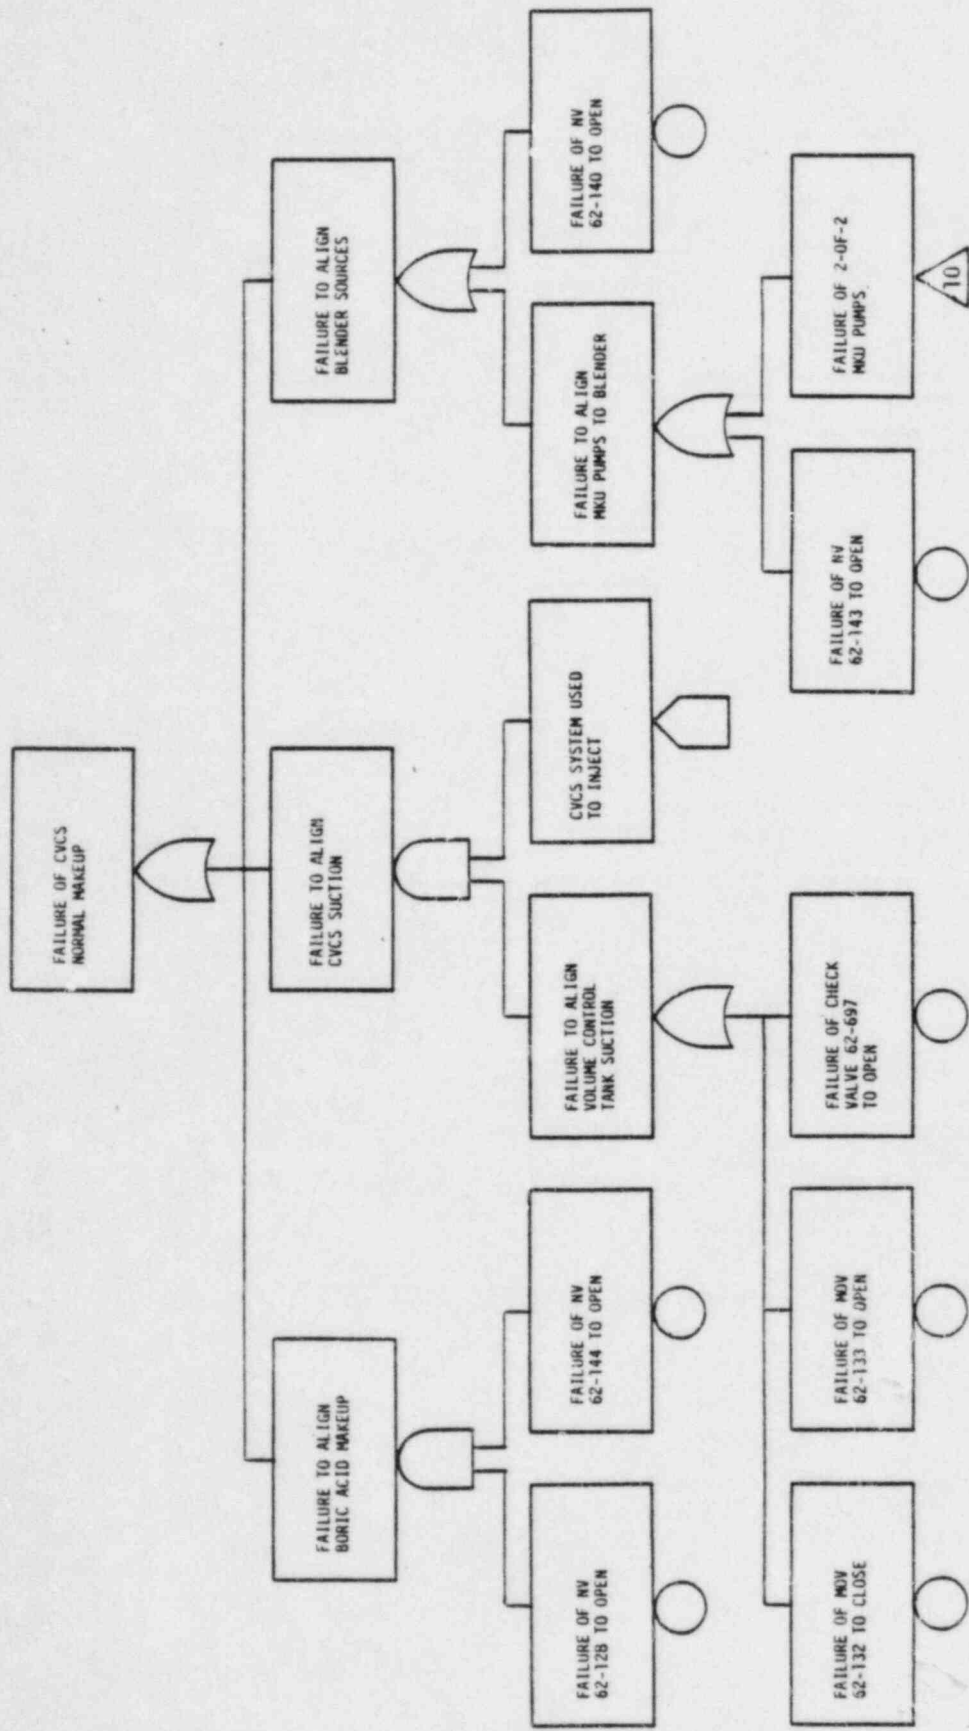 FAILURE OF CVCS
NORMAL MAKEUP
FAILURE TO ALIGN
BORIC ACID MAKEUP
FAILURE TO ALIGN
CVCS SUCTION
FAILURE TO ALIGN
BLENDER SOURCES
FAILURE OF NV
62-128 TO OPEN
FAILURE OF NV
62-144 TO OPEN
FAILURE TO ALIGN
VOLUME CONTROL
TANK SUCTION
CVCS SYSTEM USED
TO INJECT
FAILURE TO ALIGN
MKU PUMPS TO BLENDER
FAILURE OF NV
62-140 TO OPEN
FAILURE OF MOV
62-132 TO CLOSE
FAILURE OF MOV
62-133 TO OPEN
FAILURE OF CHECK
VALVE 62-697
TO OPEN
FAILURE OF NV
62-143 TO OPEN
FAILURE OF 2-OF-2
MKU PUMPS
10